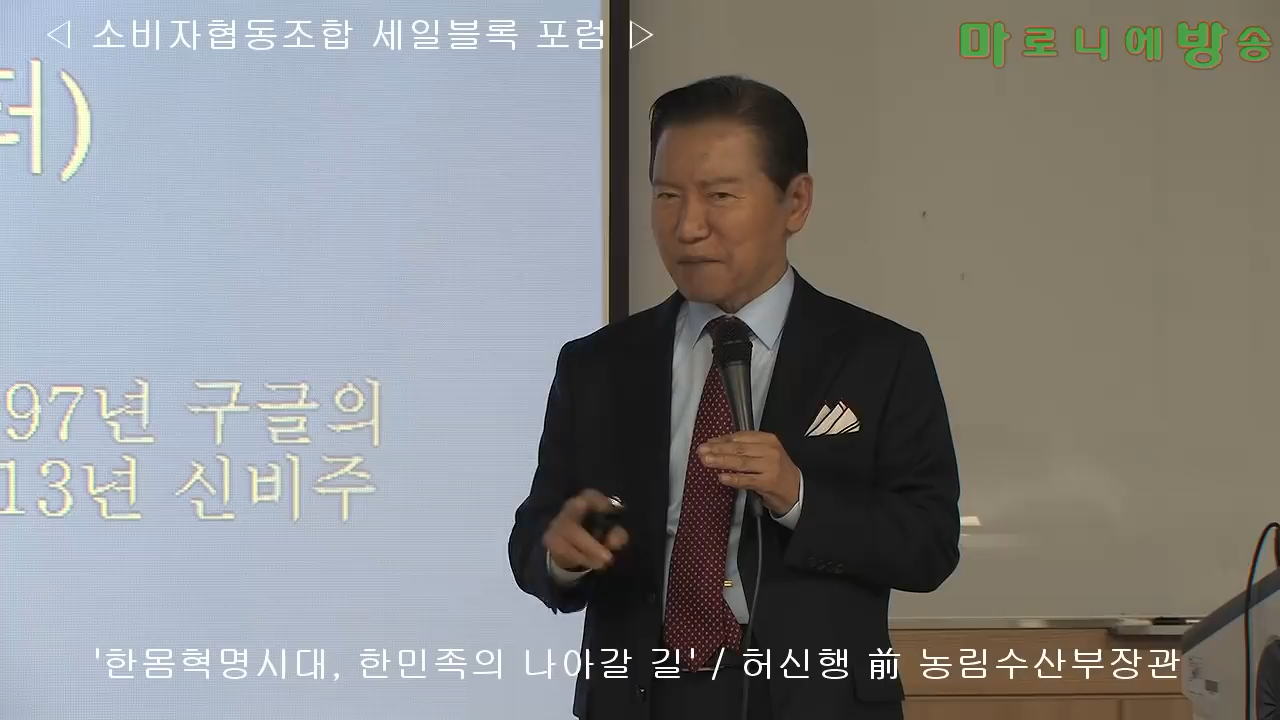 ◁ 소비자협동조합 세일블록 포럼 ▷
마로니에방송
터)
97년 구글의
13년 신비주
'한몸혁명시대, 한민족의 나아갈 길' / 허신행 前 농림수산부장관